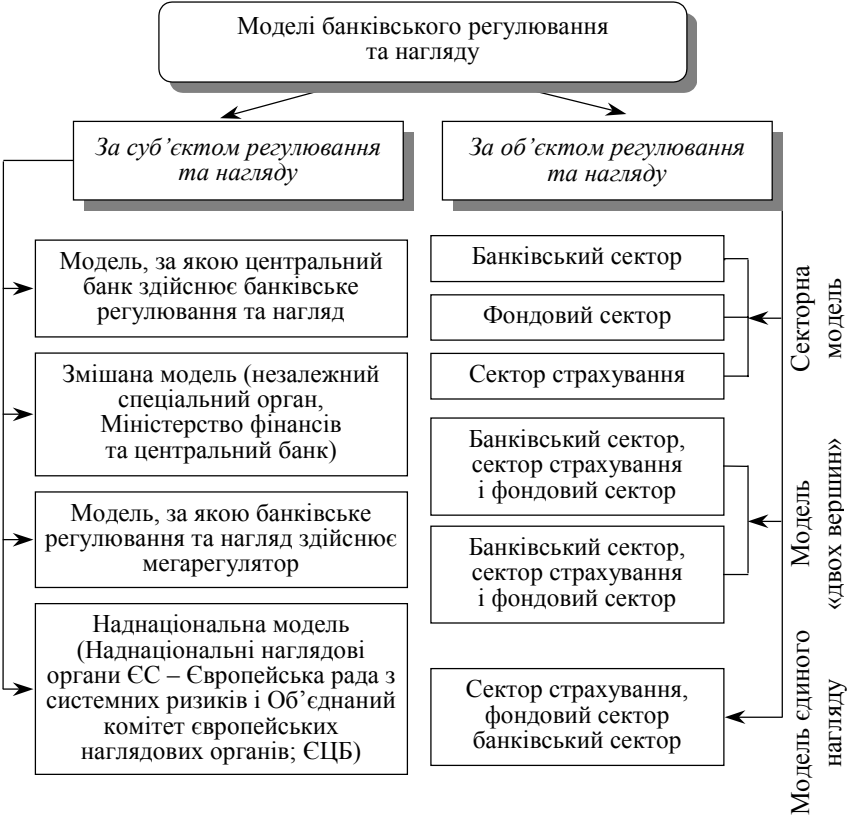 Моделі банківського регулювання
та нагляду
За суб’єктом регулювання
та нагляду
За об’єктом регулювання
та нагляду
Модель, за якою центральний
банк здійснює банківське
регулювання та нагляд
Змішана модель (незалежний
спеціальний орган,
Міністерство фінансів
та центральний банк)
Модель, за якою банківське
регулювання та нагляд здійснює
мегарегулятор
Наднаціональна модель
(Наднаціональні наглядові
органи ЄС – Європейська рада з
системних ризиків і Об’єднаний
комітет європейських
наглядових органів; ЄЦБ)
Банківський сектор
Фондовий сектор
Сектор страхування
Секторна
модель
Банківський сектор,
сектор страхування
і фондовий сектор
Банківський сектор,
сектор страхування
і фондовий сектор
Модель
«двох вершин»
Сектор страхування,
фондовий сектор
банківський сектор
Модель єдиного
нагляду